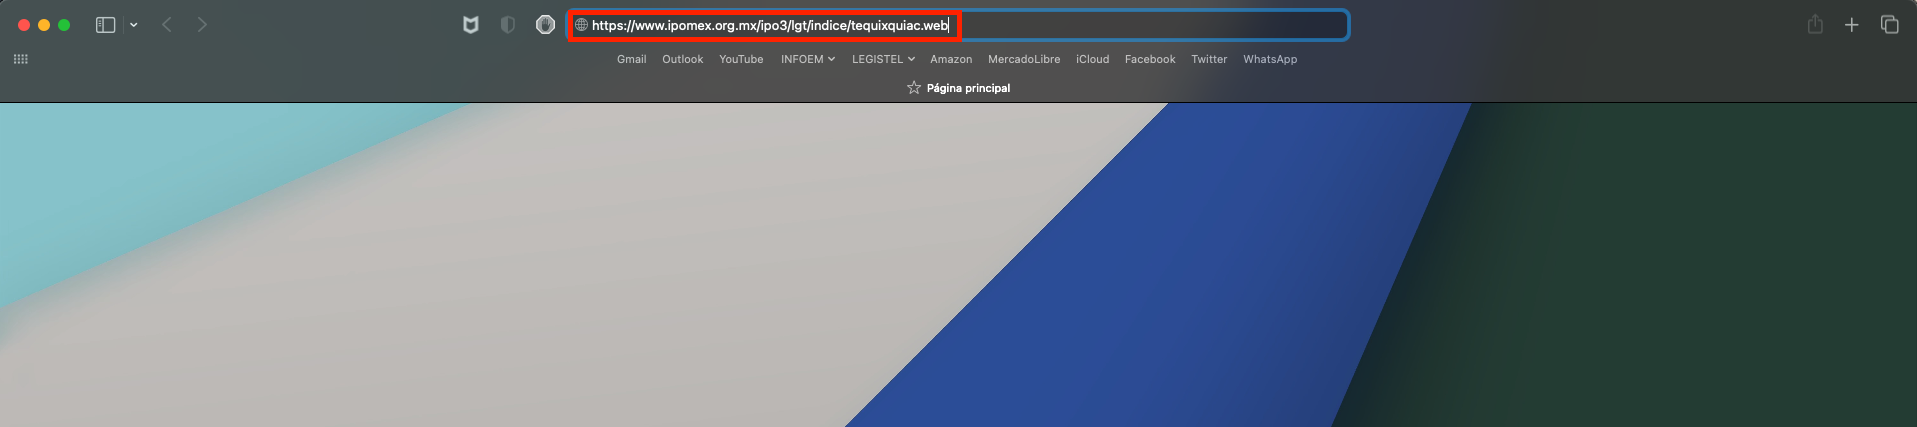 https://www.ipomex.org.mx/ipo3/lgt/indice/tequixquiac.web
Gmail Outlook YouTube INFOEM LEGISTEL Amazon MercadoLibre iCloud Facebook Twitter WhatsApp
Página principal